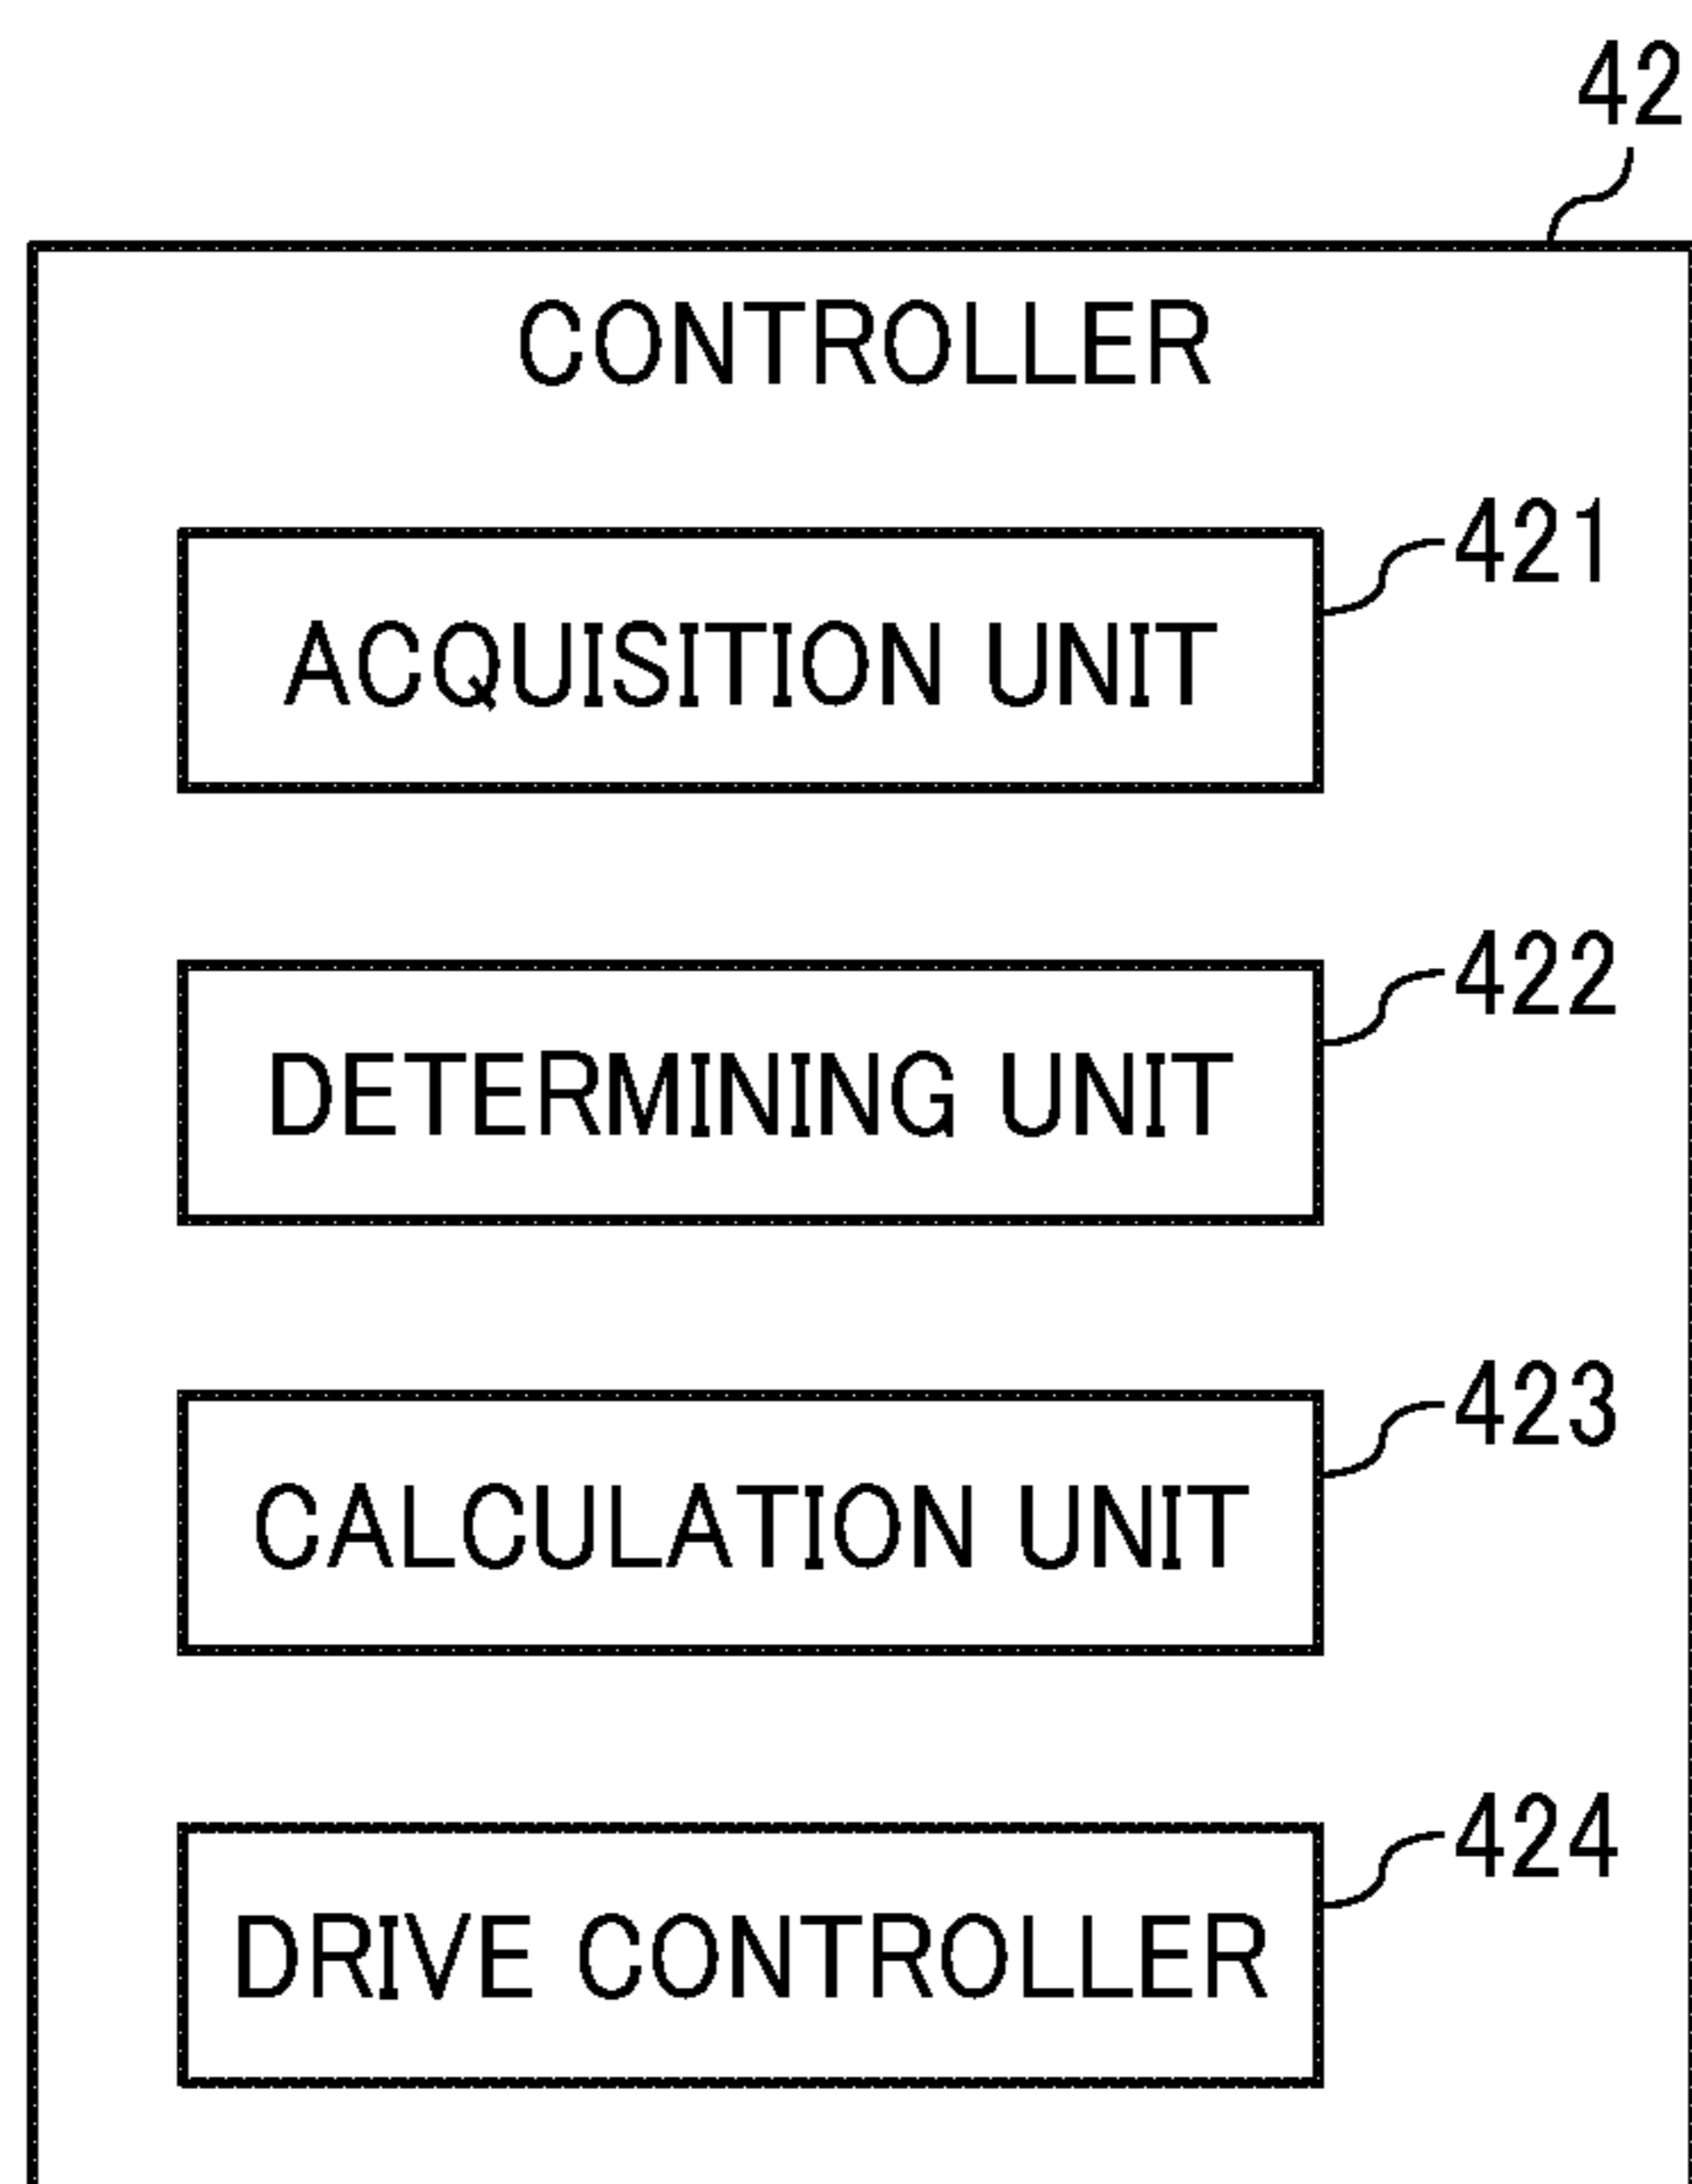 42
CONTROLLER
421
ACQUISITION UNIT
422
DETERMINING UNIT
423
CALCULATION UNIT
424
DRIVE CONTROLLER